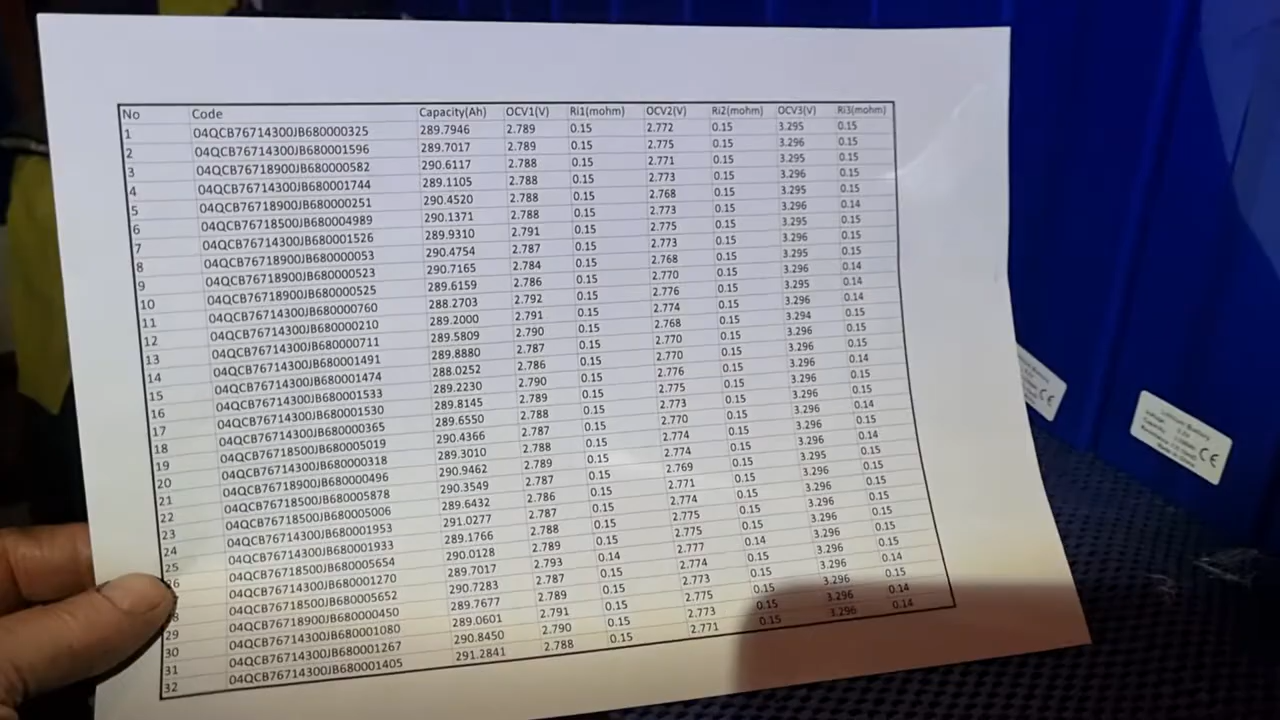 No Code Capacity(Ah) OCV1(V) Ri1(mohm) OCV2(V) Ri2(mohm) OCV3(V) Ri3(mohm)
1 04QCB76714300JB680000325 289.7946 2.789 0.15 2.772 0.15 3.295 0.15
2 04QCB76714300JB680001596 289.7017 2.789 0.15 2.775 0.15 3.296 0.15
3 04QCB76718900JB680000582 290.6117 2.788 0.15 2.771 0.15 3.295 0.15
4 04QCB76714300JB680001744 289.1105 2.788 0.15 2.773 0.15 3.296 0.15
5 04QCB76718900JB680000251 290.4520 2.788 0.15 2.768 0.15 3.295 0.15
6 04QCB76718500JB680004989 290.1371 2.788 0.15 2.773 0.15 3.296 0.14
7 04QCB76714300JB680001526 289.9310 2.791 0.15 2.775 0.15 3.295 0.15
8 04QCB76718900JB680000053 290.4754 2.787 0.15 2.773 0.15 3.296 0.15
9 04QCB76718900JB680000523 290.7165 2.784 0.15 2.768 0.15 3.295 0.15
10 04QCB76718900JB680000525 289.6159 2.786 0.15 2.770 0.15 3.296 0.14
11 04QCB76714300JB680000760 288.2703 2.792 0.15 2.776 0.15 3.295 0.14
12 04QCB76714300JB680000210 289.2000 2.791 0.15 2.774 0.15 3.296 0.14
13 04QCB76714300JB680000711 289.5809 2.790 0.15 2.768 0.15 3.294 0.15
14 04QCB76714300JB680001491 289.8880 2.787 0.15 2.770 0.15 3.296 0.15
15 04QCB76714300JB680001474 288.0252 2.786 0.15 2.770 0.15 3.296 0.15
16 04QCB76714300JB680001533 289.2230 2.790 0.15 2.776 0.15 3.296 0.14
17 04QCB76714300JB680001530 289.8145 2.789 0.15 2.775 0.15 3.296 0.15
18 04QCB76714300JB680000365 289.6550 2.788 0.15 2.773 0.15 3.296 0.15
19 04QCB76718500JB680005019 290.4366 2.787 0.15 2.770 0.15 3.296 0.14
20 04QCB76714300JB680000318 289.3010 2.788 0.15 2.774 0.15 3.296 0.15
21 04QCB76718900JB680000496 290.9462 2.789 0.15 2.774 0.15 3.296 0.14
22 04QCB76718500JB680005878 290.3549 2.787 0.15 2.769 0.15 3.295 0.15
23 04QCB76718500JB680005006 289.6432 2.786 0.15 2.771 0.15 3.296 0.15
24 04QCB76714300JB680001953 291.0277 2.787 0.15 2.774 0.15 3.296 0.15
25 04QCB76714300JB680001933 289.1766 2.788 0.15 2.775 0.15 3.296 0.15
26 04QCB76718500JB680005654 290.0128 2.789 0.15 2.775 0.15 3.296 0.15
04QCB76714300JB680001270 289.7017 2.793 0.14 2.777 0.14 3.296 0.15
04QCB76718500JB680005652 290.7283 2.787 0.15 2.774 0.15 3.296 0.15
29 04QCB76718900JB680000450 289.7677 2.789 0.15 2.773 0.15 3.296 0.14
30 04QCB76714300JB680001080 289.0601 2.791 0.15 2.775 0.15 3.296 0.15
31 04QCB76714300JB680001267 290.8450 2.790 0.15 2.773 0.15 3.296 0.14
32 04QCB76714300JB680001405 291.2841 2.788 0.15 2.771 0.15 3.296 0.14
CE
Lithium Battery
CE